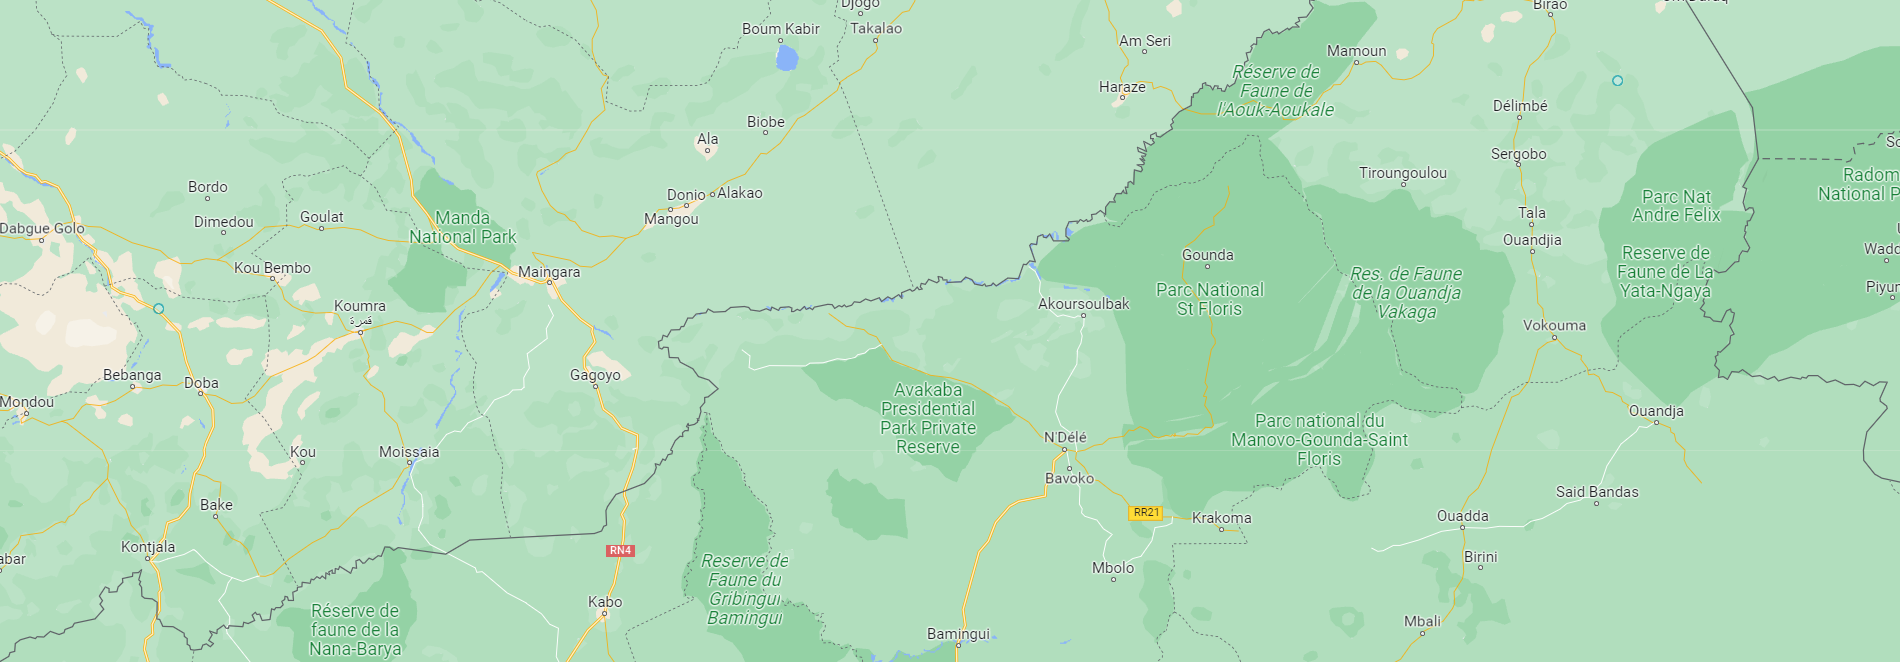 Djogo
Birao
Boum Kabir
Takalao
Am Seri
Mamoun
Réserve de
Faune de
l'Aouk-Aoukale
Haraze
Délimbé
Biobe
Ala
Sergobo
Tiroungoulou
Radom
National P
Bordo
Donio
Alakao
Mangou
Parc Nat
Andre Felix
Dimedou
Goulat
Manda
National Park
Tala
Dabgue Golo
Ouandjia
Wadd
Gounda
Reserve de
Faune de La
Yata-Ngaya
Kou Bembo
Maingara
Res. de Faune
de la Ouandja
Vakaga
Parc National
St Floris
Piyun
Koumra
قمرة
Akoursoulbak
Vokouma
Bebanga
Doba
Gagoyo
Avakaba
Presidential
Park Private
Reserve
Mondou
Ouandja
Parc national du
Manovo-Gounda-Saint
Floris
N'Délé
Kou
Moissaia
Bavoko
Said Bandas
Bake
RR21
Krakoma
Ouadda
Kontjala
RN4
abar
Birini
Reserve de
Faune du
Gribingui
Bamingui
Mbolo
Kabo
Réserve de
faune de la
Nana-Barya
Mbali
Bamingui